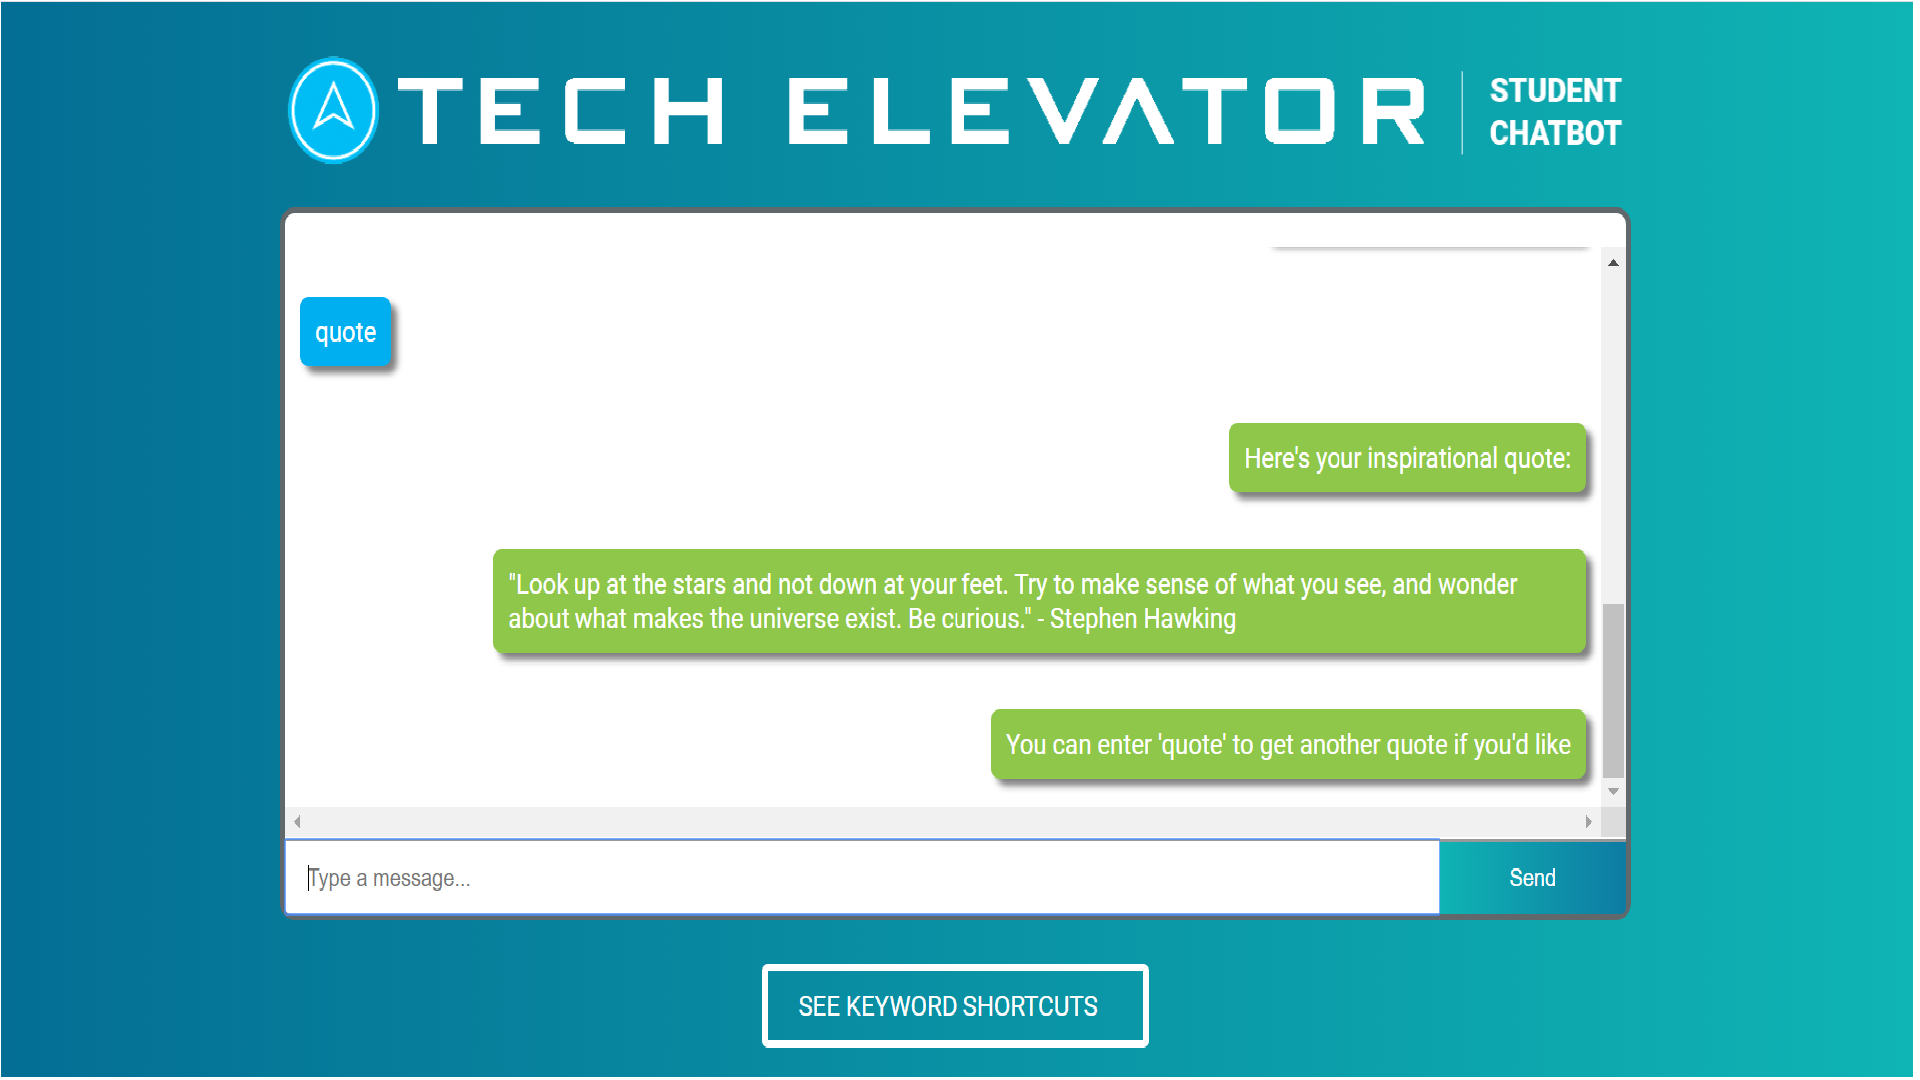 TECH ELEVATOR
STUDENT
CHATBOT
quote
Here's your inspirational quote:
"Look up at the stars and not down at your feet. Try to make sense of what you see, and wonder
about what makes the universe exist. Be curious." - Stephen Hawking
You can enter 'quote' to get another quote if you'd like
Type a message...
Send
SEE KEYWORD SHORTCUTS